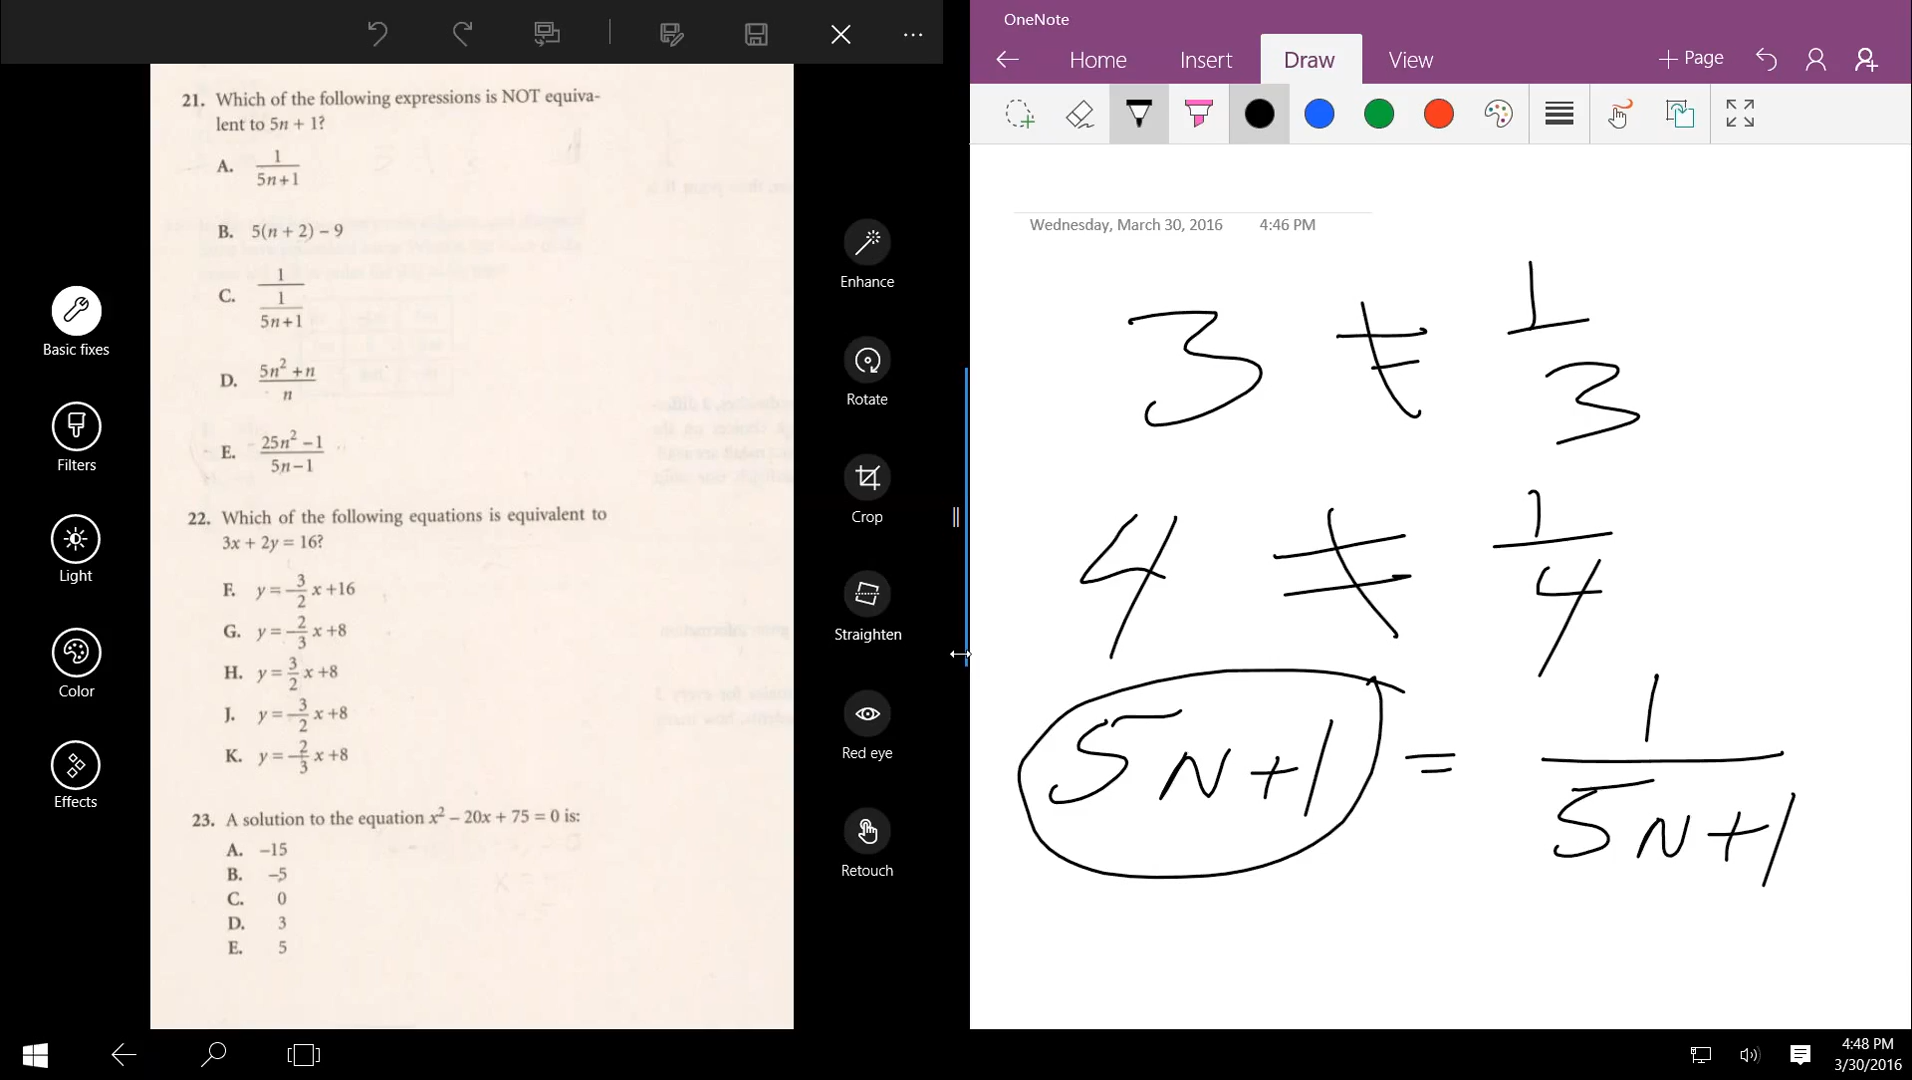 21. Which of the following expressions is NOT equiva-
lent to 5n + 1?
A. 1/(5n+1)
B. 5(n + 2) – 9
C. 1/(1/(5n+1))
D. (5n² + n)/n
E. (25n² – 1)/(5n – 1)
22. Which of the following equations is equivalent to
3x + 2y = 16?
F. y = –3/2 x + 16
G. y = –2/3 x + 8
H. y = 3/2 x + 8
J. y = –3/2 x + 8
K. y = –2/3 x + 8
23. A solution to the equation x² – 20x + 75 = 0 is:
A. –15
B. –5
C. 0
D. 3
E. 5
Basic fixes
Filters
Light
Color
Effects
Enhance
Rotate
Crop
Straighten
Red eye
Retouch
OneNote
Home Insert Draw View + Page
Wednesday, March 30, 2016 4:46 PM
3 ≠ 1/3
4 ≠ 1/4
5N+1 = 1/(5N+1)
4:48 PM
3/30/2016